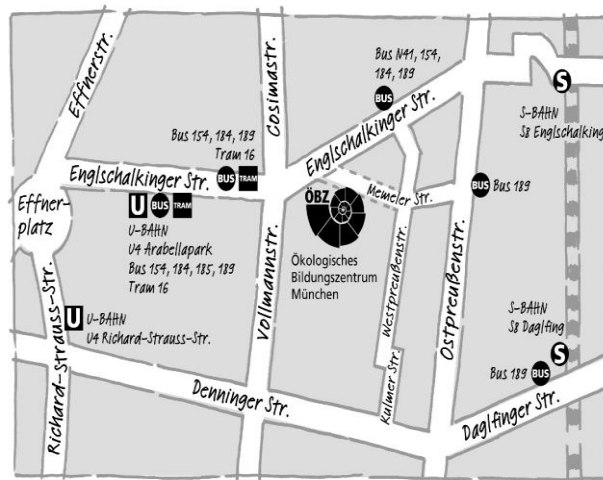 Effnerstr.
Cosimastr.
Bus N41, 154,
184, 189
BUS
S
S-BAHN
S8 Englschalking
Bus 154, 184, 189
Tram 16
Englschalkinger Str.
Englschalkinger Str.
BUS
TRAM
ÖBZ
Memeler Str.
BUS
Bus 189
Effner-
platz
U
BUS
TRAM
U-BAHN
U4 Arabellapark
Bus 154, 184, 185, 189
Tram 16
Ökologisches
Bildungszentrum
München
Vollmannstr.
Westpreußenstr.
Ostpreußenstr.
U
U-BAHN
U4 Richard-Strauss-Str.
Richard-Strauss-Str.
S-BAHN
S8 Daglfing
S
Bus 189
BUS
Kulmer Str.
Denninger Str.
Daglfinger Str.